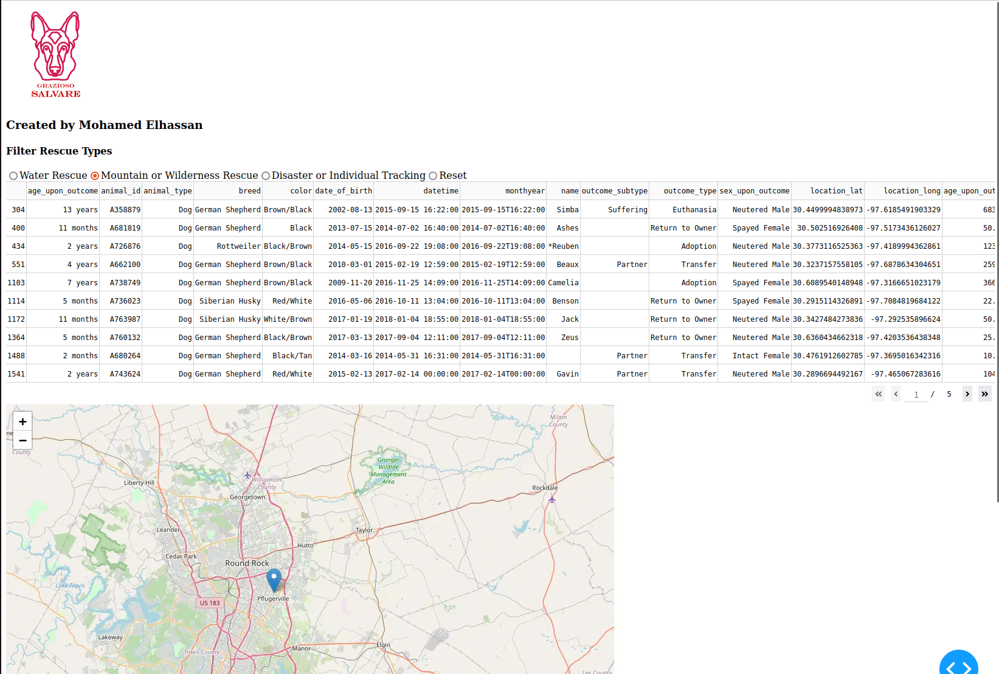 GRAZIOSO
SALVARE
Created by Mohamed Elhassan
Filter Rescue Types
Water Rescue Mountain or Wilderness Rescue Disaster or Individual Tracking Reset
age_upon_outcome animal_id animal_type breed color date_of_birth datetime monthyear name outcome_subtype outcome_type sex_upon_outcome location_lat location_long age_upon_out
304 13 years A358879 Dog German Shepherd Brown/Black 2002-08-13 2015-09-15 16:22:00 2015-09-15T16:22:00 Simba Suffering Euthanasia Neutered Male 30.4499994838973 -97.6185491903329 683
400 11 months A681819 Dog German Shepherd Black 2013-07-15 2014-07-02 16:40:00 2014-07-02T16:40:00 Ashes Return to Owner Spayed Female 30.502516926408 -97.5173436126027 50.
434 2 years A726876 Dog Rottweiler Black/Brown 2014-05-15 2016-09-22 19:08:00 2016-09-22T19:08:00 *Reuben Adoption Neutered Male 30.3773116525363 -97.4189994362861 123
551 4 years A662100 Dog German Shepherd Brown/Black 2010-03-01 2015-02-19 12:59:00 2015-02-19T12:59:00 Beaux Partner Transfer Neutered Male 30.3237157558105 -97.6878634304651 259
1103 7 years A738749 Dog German Shepherd Brown/Black 2009-11-20 2016-11-25 14:09:00 2016-11-25T14:09:00 Camelia Adoption Spayed Female 30.6089540148948 -97.3166651023179 366
1114 5 months A736023 Dog Siberian Husky Red/White 2016-05-06 2016-10-11 13:04:00 2016-10-11T13:04:00 Benson Return to Owner Spayed Female 30.2915114326891 -97.7084819684122 22.
1172 11 months A763987 Dog Siberian Husky White/Brown 2017-01-19 2018-01-04 18:55:00 2018-01-04T18:55:00 Jack Return to Owner Neutered Male 30.3427484273836 -97.292535896624 50.
1364 5 months A760132 Dog German Shepherd Black/Brown 2017-03-13 2017-09-04 12:11:00 2017-09-04T12:11:00 Zeus Return to Owner Neutered Male 30.6360434662318 -97.4203536438348 25.
1488 2 months A680264 Dog German Shepherd Black/Tan 2014-03-16 2014-05-31 16:31:00 2014-05-31T16:31:00 Partner Transfer Intact Female 30.4761912602785 -97.3695016342316 10.
1541 2 years A743624 Dog German Shepherd Red/White 2015-02-13 2017-02-14 00:00:00 2017-02-14T00:00:00 Gavin Partner Transfer Neutered Male 30.2896694492167 -97.465067283616 104
« ‹ 1 / 5 › »
+
−
ne
County
Milam
County
Granger
Wildlife
Management
Area
Williamson
County
Liberty Hill
Georgetown
Rockdale
Leander
Taylor
Hutto
Cedar Park
Round Rock
Lake Travis
Pflugerville
US 183
Lakeway
Travis County
Manor
Elgin
Lee County